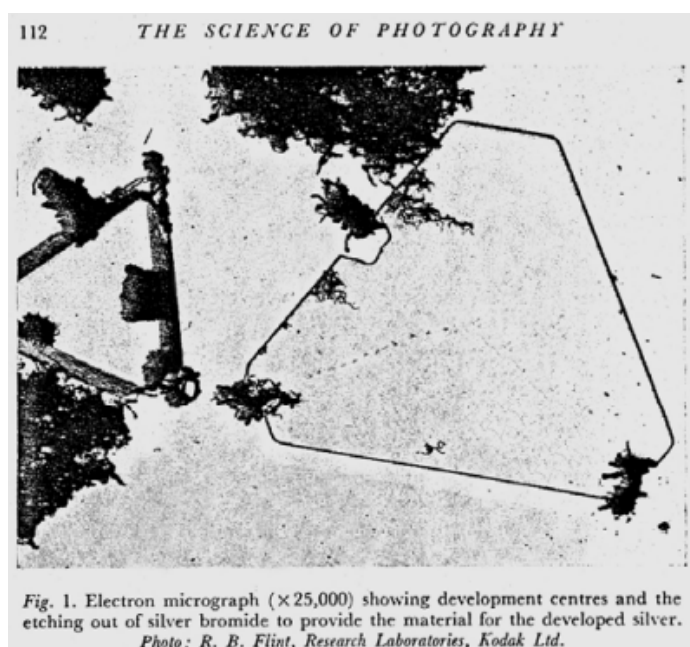 112 THE SCIENCE OF PHOTOGRAPHY
Fig. 1. Electron micrograph (×25,000) showing development centres and the
etching out of silver bromide to provide the material for the developed silver.
Photo: R. B. Flint, Research Laboratories, Kodak Ltd.